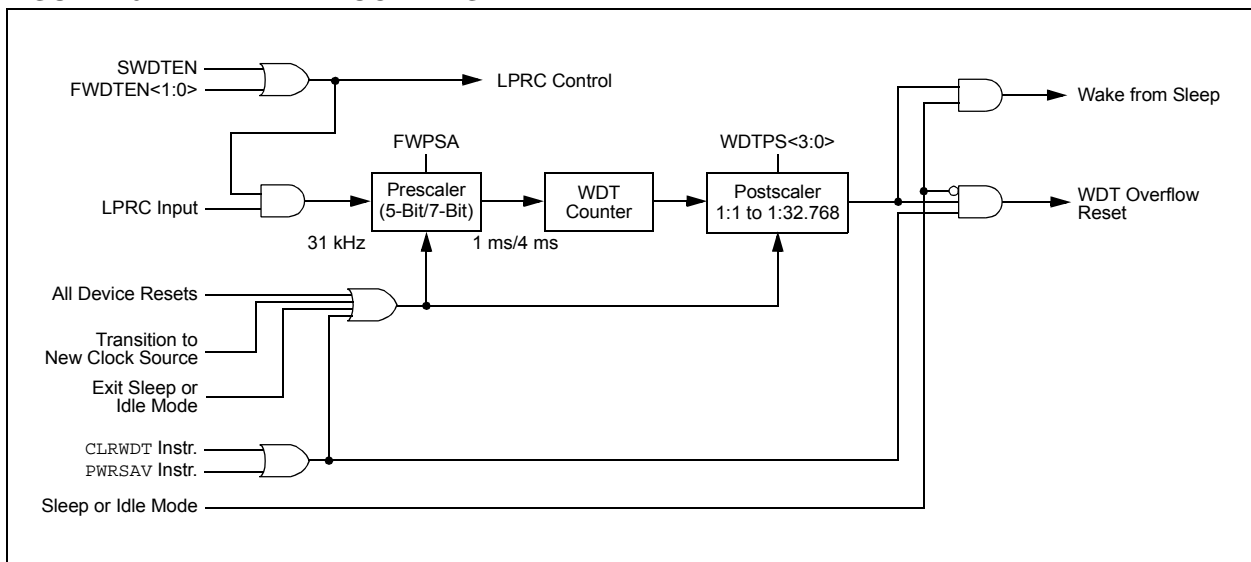 SWDTEN
FWDTEN<1:0>
LPRC Control
Wake from Sleep
FWPSA
WDTPS<3:0>
LPRC Input
Prescaler
(5-Bit/7-Bit)
WDT
Counter
Postscaler
1:1 to 1:32.768
WDT Overflow
Reset
31 kHz
1 ms/4 ms
All Device Resets
Transition to
New Clock Source
Exit Sleep or
Idle Mode
CLRWDT Instr.
PWRSAV Instr.
Sleep or Idle Mode